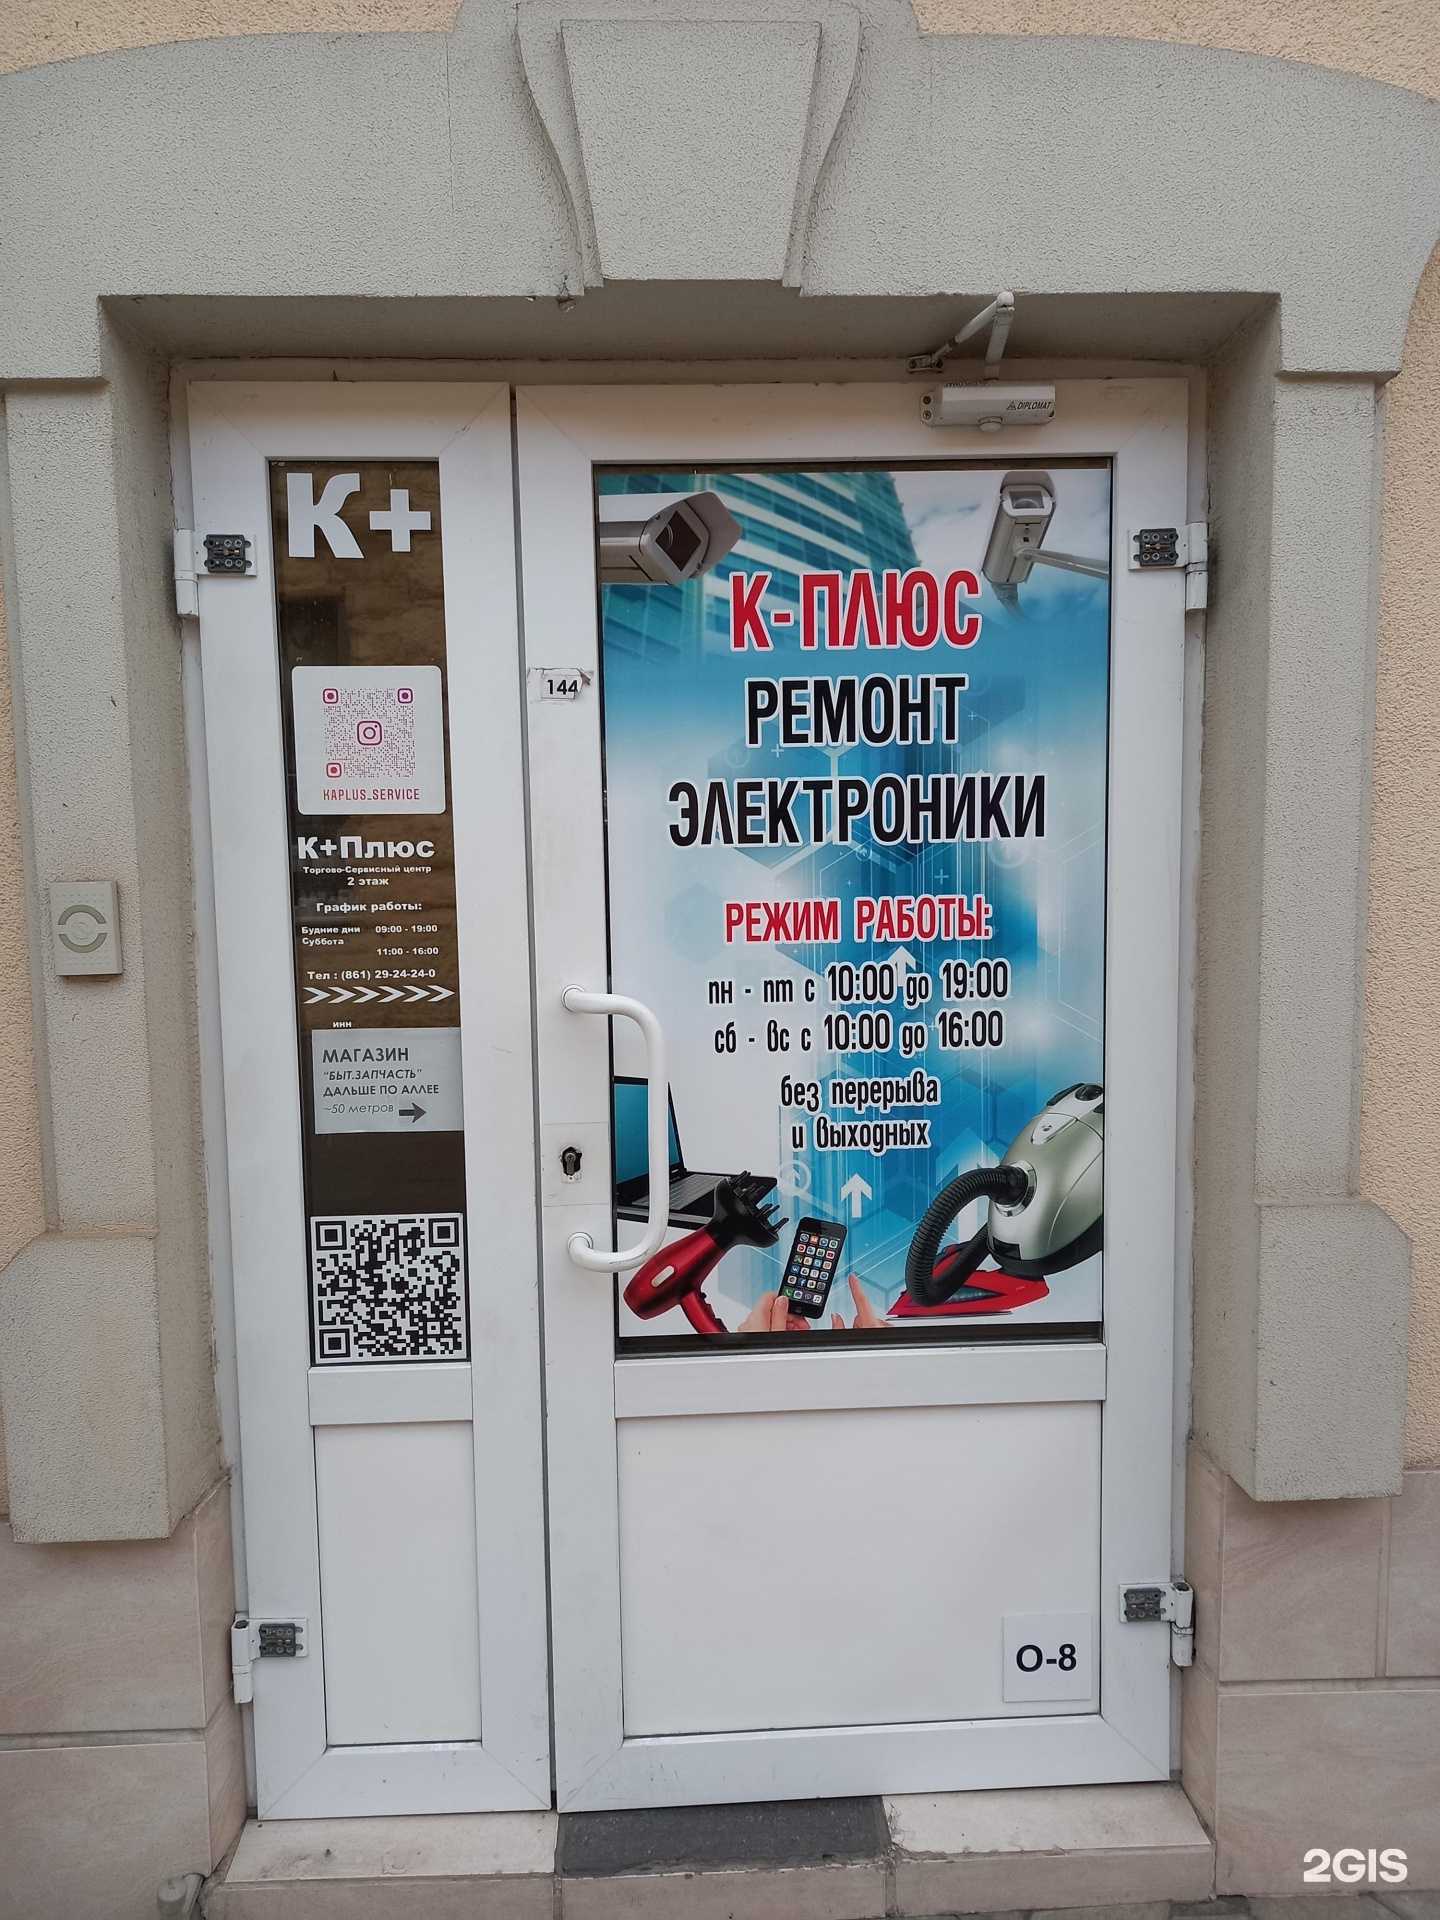 DIPLOMAT
К+
KAPLUS_SERVICE
К+Плюс
Торгово-Сервисный центр
2 этаж
График работы:
Будние дни 09:00 - 19:00
Суббота
11:00 - 16:00
Тел : (861) 29-24-24-0
инн
МАГАЗИН
"БЫТ.ЗАПЧАСТЬ"
ДАЛЬШЕ ПО АЛЛЕЕ
~50 метров
144
К-ПЛЮС
РЕМОНТ
ЭЛЕКТРОНИКИ
РЕЖИМ РАБОТЫ:
пн - пт с 10:00 до 19:00
сб - вс с 10:00 до 16:00
без перерыва
и выходных
О-8
2GIS